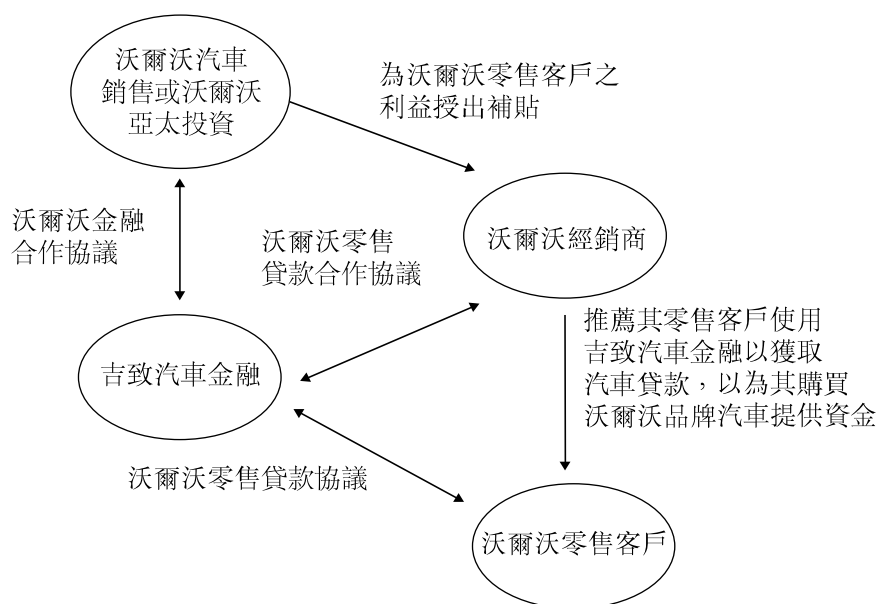 沃爾沃汽車
銷售或沃爾沃
亞太投資
為沃爾沃零售客戶之
利益授出補貼
沃爾沃金融
合作協議
沃爾沃零售
貸款合作協議
沃爾沃經銷商
吉致汽車金融
推薦其零售客戶使用
吉致汽車金融以獲取
汽車貸款，以為其購買
沃爾沃品牌汽車提供資金
沃爾沃零售貸款協議
沃爾沃零售客戶